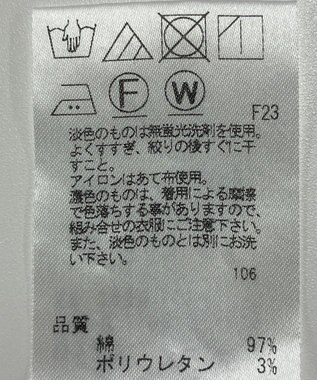 F W
F23
淡色のものは無蛍光洗剤を使用。
よくすすぎ、絞りの後すぐに干
すこと。
アイロンはあて布使用。
濃色のものは、着用による摩擦
で色落ちする事がありますので、
組み合せの衣服にご注意下さい。
また、淡色のものとは別にお洗
い下さい。
106
品質
綿 97%
ポリウレタン 3%